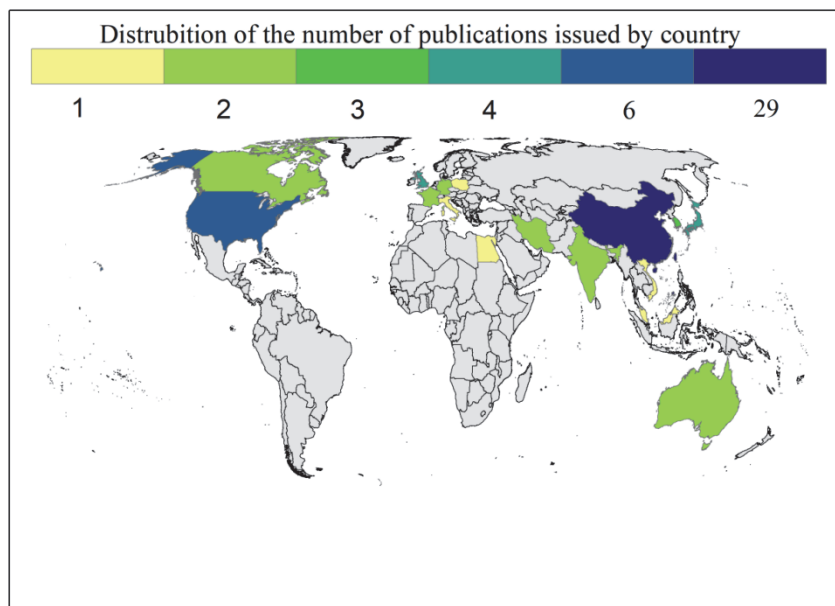 Distrubition of the number of publications issued by country
1 2 3 4 6 29